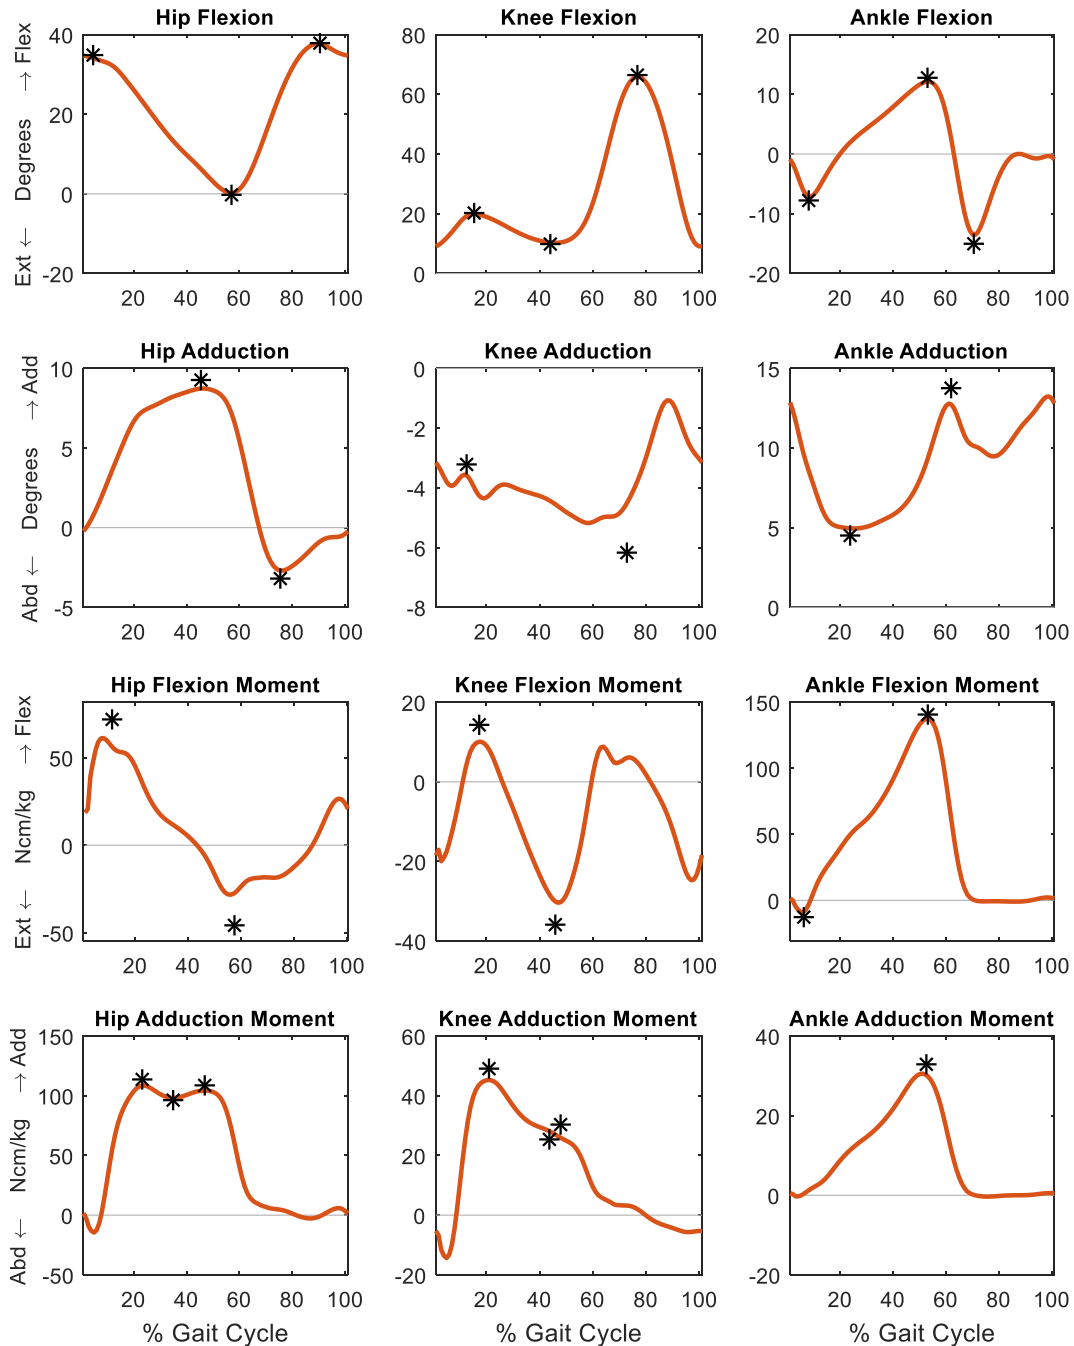 Hip Flexion Knee Flexion Ankle Flexion
Ext ← Degrees → Flex
40
20
0
-20
20 40 60 80 100
80
60
40
20
0
20 40 60 80 100
20
10
0
-10
-20
20 40 60 80 100
Hip Adduction Knee Adduction Ankle Adduction
Abd ← Degrees → Add
10
5
0
-5
20 40 60 80 100
0
-2
-4
-6
-8
20 40 60 80 100
15
10
5
0
20 40 60 80 100
Hip Flexion Moment Knee Flexion Moment Ankle Flexion Moment
Ext ← Ncm/kg → Flex
50
0
-50
20 40 60 80 100
20
0
-20
-40
20 40 60 80 100
150
100
50
0
20 40 60 80 100
Hip Adduction Moment Knee Adduction Moment Ankle Adduction Moment
Abd ← Ncm/kg → Add
150
100
50
0
-50
20 40 60 80 100
% Gait Cycle
60
40
20
0
-20
20 40 60 80 100
% Gait Cycle
40
20
0
-20
20 40 60 80 100
% Gait Cycle